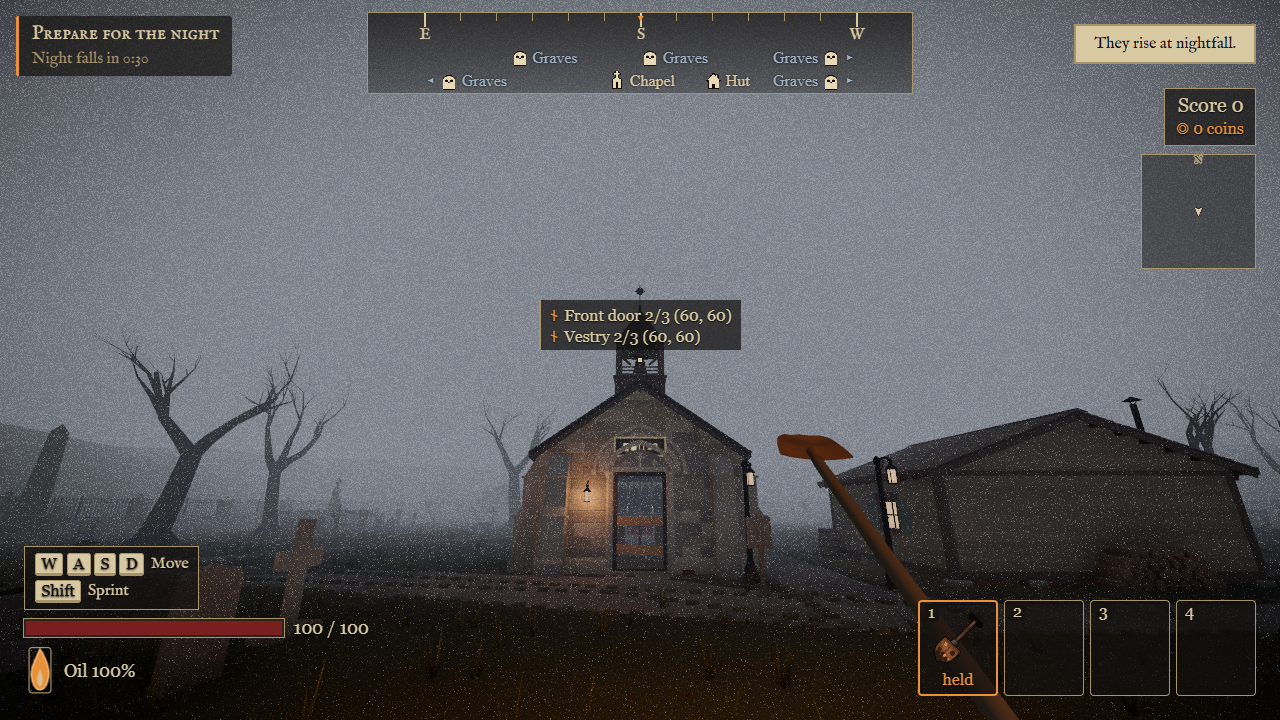 Prepare for the night
Night falls in 0:30
E S W
Graves Graves Graves
Graves Chapel Hut Graves
They rise at nightfall.
Score 0
0 coins
Front door 2/3 (60, 60)
Vestry 2/3 (60, 60)
W A S D Move
Shift Sprint
100 / 100
Oil 100%
1 2 3 4
held